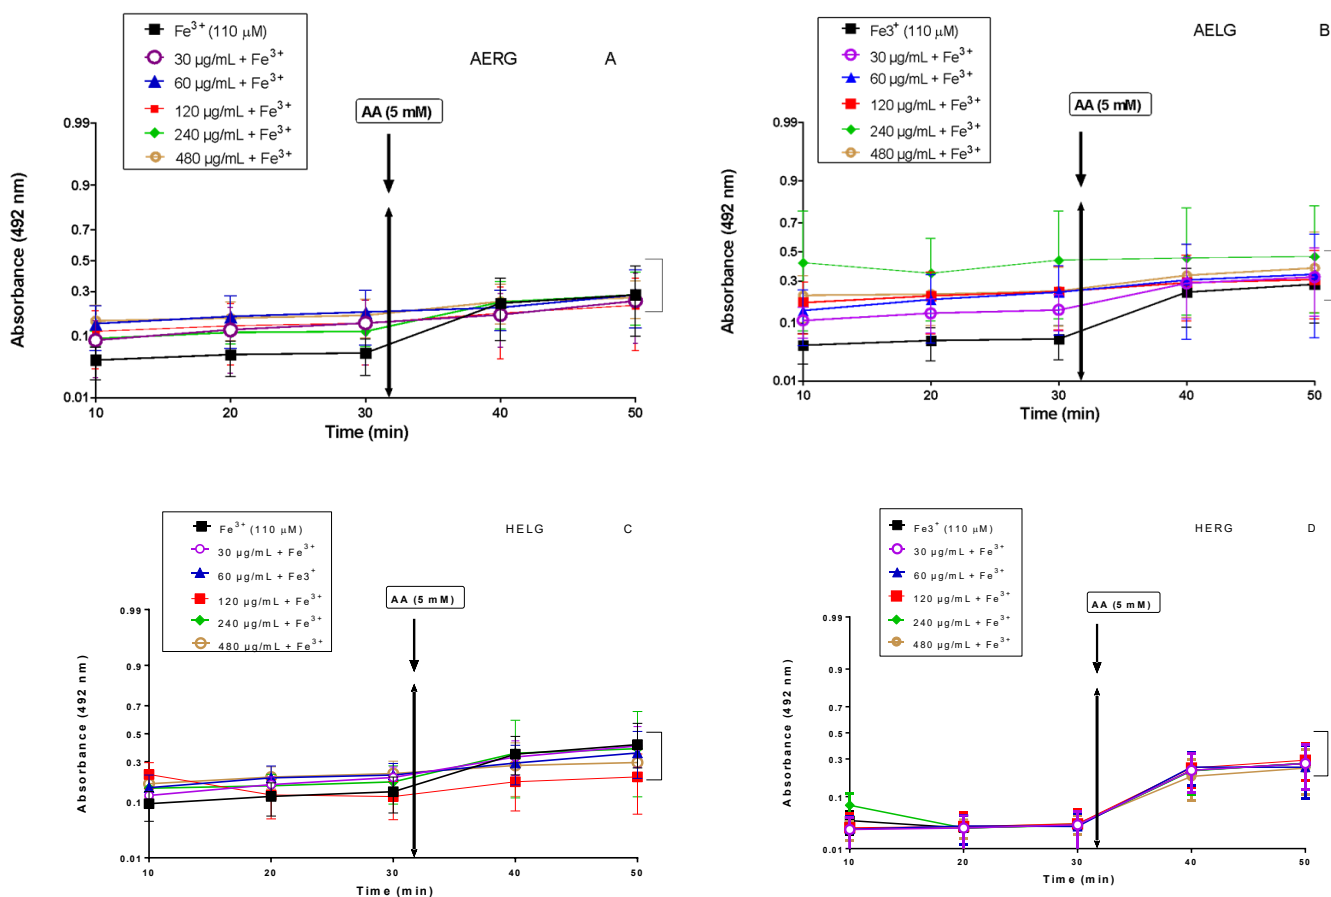 Fe³⁺ (110 µM)
30 µg/mL + Fe³⁺
60 µg/mL + Fe³⁺
120 µg/mL + Fe³⁺
240 µg/mL + Fe³⁺
480 µg/mL + Fe³⁺
AERG A
AA (5 mM)
Absorbance (492 nm)
0.99
0.9
0.7
0.5
0.3
0.1
0.01
10 20 30 40 50
Time (min)
Fe3⁺ (110 µM)
30 µg/mL + Fe³⁺
60 µg/mL + Fe³⁺
120 µg/mL + Fe³⁺
240 µg/mL + Fe³⁺
480 µg/mL + Fe³⁺
AELG B
AA (5 mM)
Absorbance (492 nm)
0.99
0.9
0.7
0.5
0.3
0.1
0.01
10 20 30 40 50
Time (min)
Fe³⁺ (110 µM)
30 µg/mL + Fe³⁺
60 µg/mL + Fe3⁺
120 µg/mL + Fe³⁺
240 µg/mL + Fe³⁺
480 µg/mL + Fe³⁺
HELG C
AA (5 mM)
Absorbance (492 nm)
0.99
0.9
0.7
0.5
0.3
0.1
0.01
10 20 30 40 50
Time (min)
Fe3⁺ (110 µM)
30 µg/mL + Fe³⁺
60 µg/mL + Fe³⁺
120 µg/mL + Fe³⁺
240 µg/mL + Fe³⁺
480 µg/mL + Fe³⁺
HERG D
AA (5 mM)
Absorbance (492 nm)
0.99
0.9
0.7
0.5
0.3
0.1
0.01
10 20 30 40 50
Time (min)